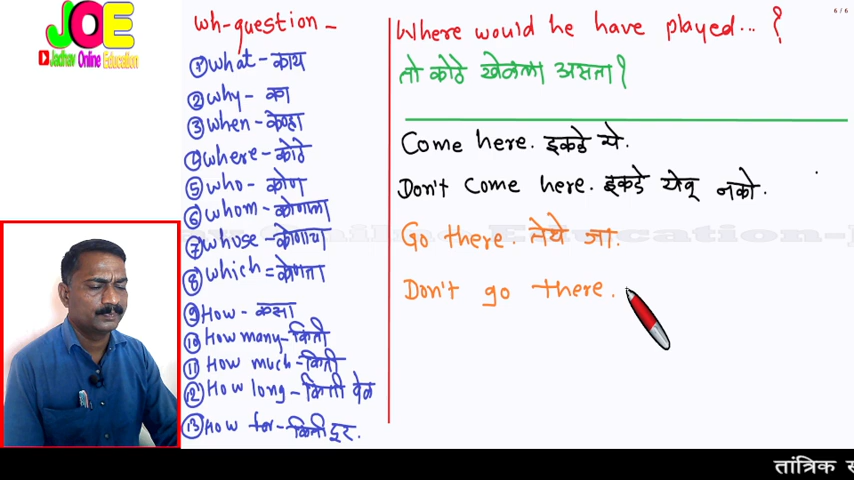 JOE
Jadhav Online Education
wh-question -
① what - काय
② why - का
③ when - केव्हा
④ where - कोठे
⑤ who - कोण
⑥ whom - कोणाला
⑦ whose - कोणाचा
⑧ which = कोणता
⑨ How - कसा
⑩ How many - किती
⑪ How much - किती
⑫ How long - किती वेळ
⑬ How far - किती दूर.
6 / 6
Where would he have played... ?
तो कोठे खेळला असता?
Come here. इकडे ये.
Don't come here. इकडे येवू नको.
Go there. तेथे जा.
Don't go there.
तांत्रिक